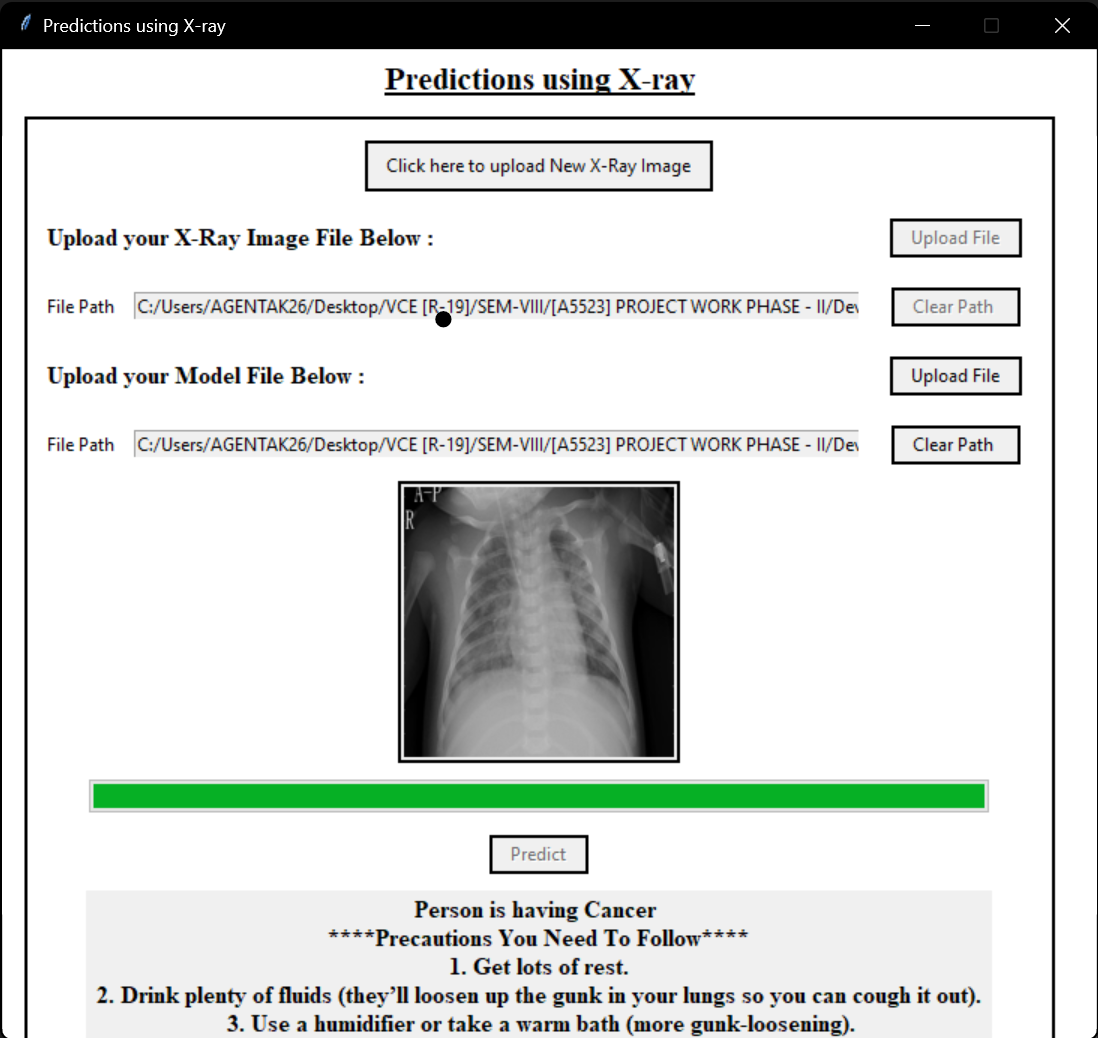 Predictions using X-ray
Predictions using X-ray
Click here to upload New X-Ray Image
Upload your X-Ray Image File Below :
Upload File
File Path
C:/Users/AGENTAK26/Desktop/VCE [R-19]/SEM-VIII/[A5523] PROJECT WORK PHASE - II/Dev
Clear Path
Upload your Model File Below :
Upload File
File Path
C:/Users/AGENTAK26/Desktop/VCE [R-19]/SEM-VIII/[A5523] PROJECT WORK PHASE - II/Dev
Clear Path
A-P
R
Predict
Person is having Cancer
****Precautions You Need To Follow****
1. Get lots of rest.
2. Drink plenty of fluids (they’ll loosen up the gunk in your lungs so you can cough it out).
3. Use a humidifier or take a warm bath (more gunk-loosening).